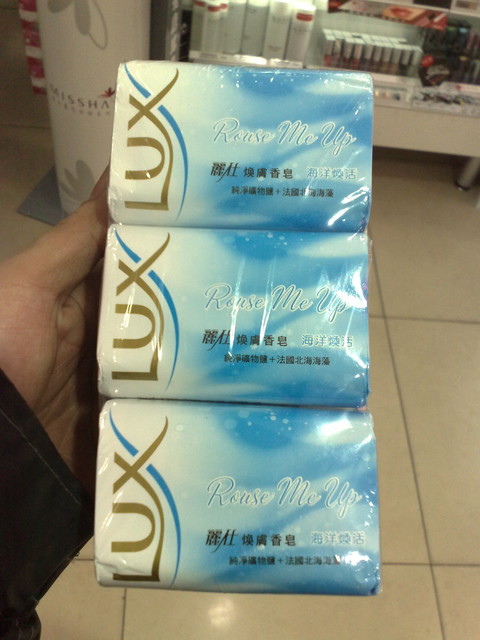 MISSHA
LUX
Rouse Me Up
麗仕 煥膚香皂 海洋煥活
純淨礦物鹽+法國北海海藻
LUX
Rouse Me Up
麗仕 煥膚香皂 海洋煥活
純淨礦物鹽+法國北海海藻
LUX
Rouse Me Up
麗仕 煥膚香皂 海洋煥活
純淨礦物鹽+法國北海海藻